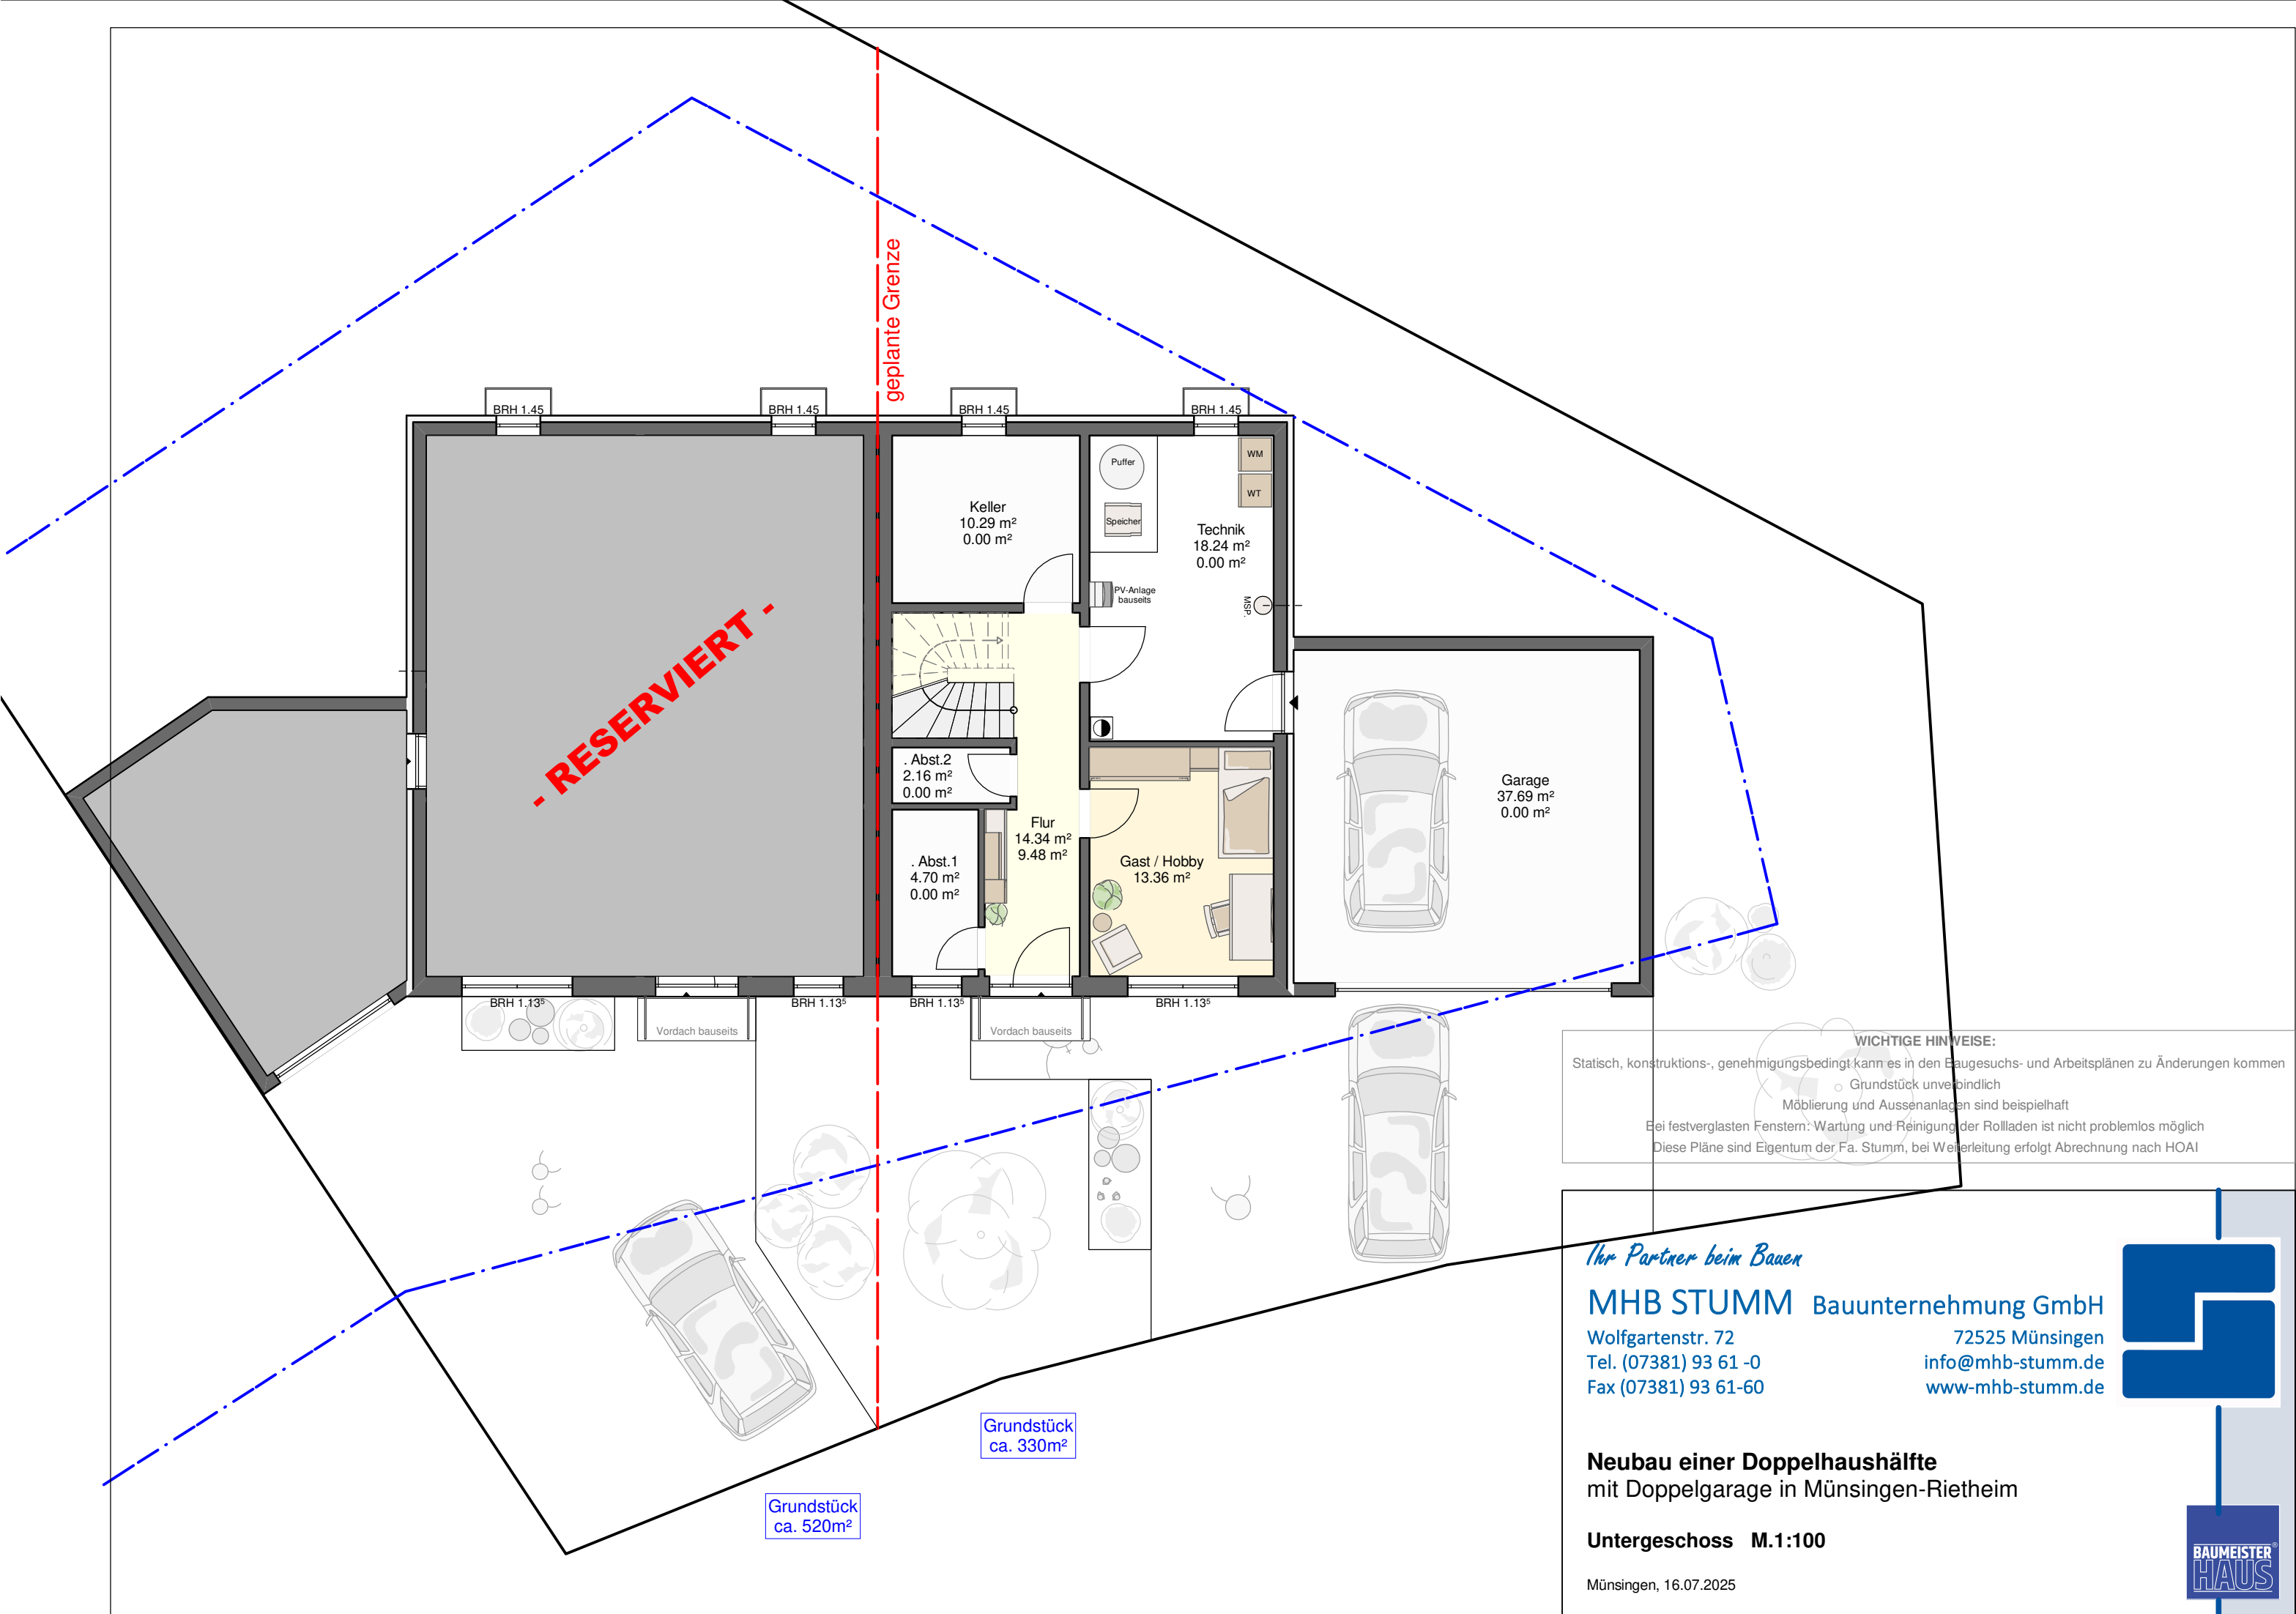 geplante Grenze
BRH 1.45
BRH 1.45
BRH 1.45
BRH 1.45
Puffer
WM
WT
Speicher
Keller
10.29 m²
0.00 m²
Technik
18.24 m²
0.00 m²
PV-Anlage
bauseits
MSP.
- RESERVIERT -
. Abst.2
2.16 m²
0.00 m²
Garage
37.69 m²
0.00 m²
Flur
14.34 m²
9.48 m²
. Abst.1
4.70 m²
0.00 m²
Gast / Hobby
13.36 m²
BRH 1.13⁵
BRH 1.13⁵
BRH 1.13⁵
BRH 1.13⁵
Vordach bauseits
Vordach bauseits
WICHTIGE HINWEISE:
Statisch, konstruktions-, genehmigungsbedingt kann es in den Baugesuchs- und Arbeitsplänen zu Änderungen kommen
Grundstück unverbindlich
Möblierung und Aussenanlagen sind beispielhaft
Bei festverglasten Fenstern: Wartung und Reinigung der Rollladen ist nicht problemlos möglich
Diese Pläne sind Eigentum der Fa. Stumm, bei Weiterleitung erfolgt Abrechnung nach HOAI
Ihr Partner beim Bauen
MHB STUMM Bauunternehmung GmbH
Wolfgartenstr. 72 72525 Münsingen
Tel. (07381) 93 61 -0 info@mhb-stumm.de
Fax (07381) 93 61-60 www-mhb-stumm.de
Grundstück
ca. 330m²
Grundstück
ca. 520m²
Neubau einer Doppelhaushälfte
mit Doppelgarage in Münsingen-Rietheim
Untergeschoss M.1:100
Münsingen, 16.07.2025
BAUMEISTER®
HAUS